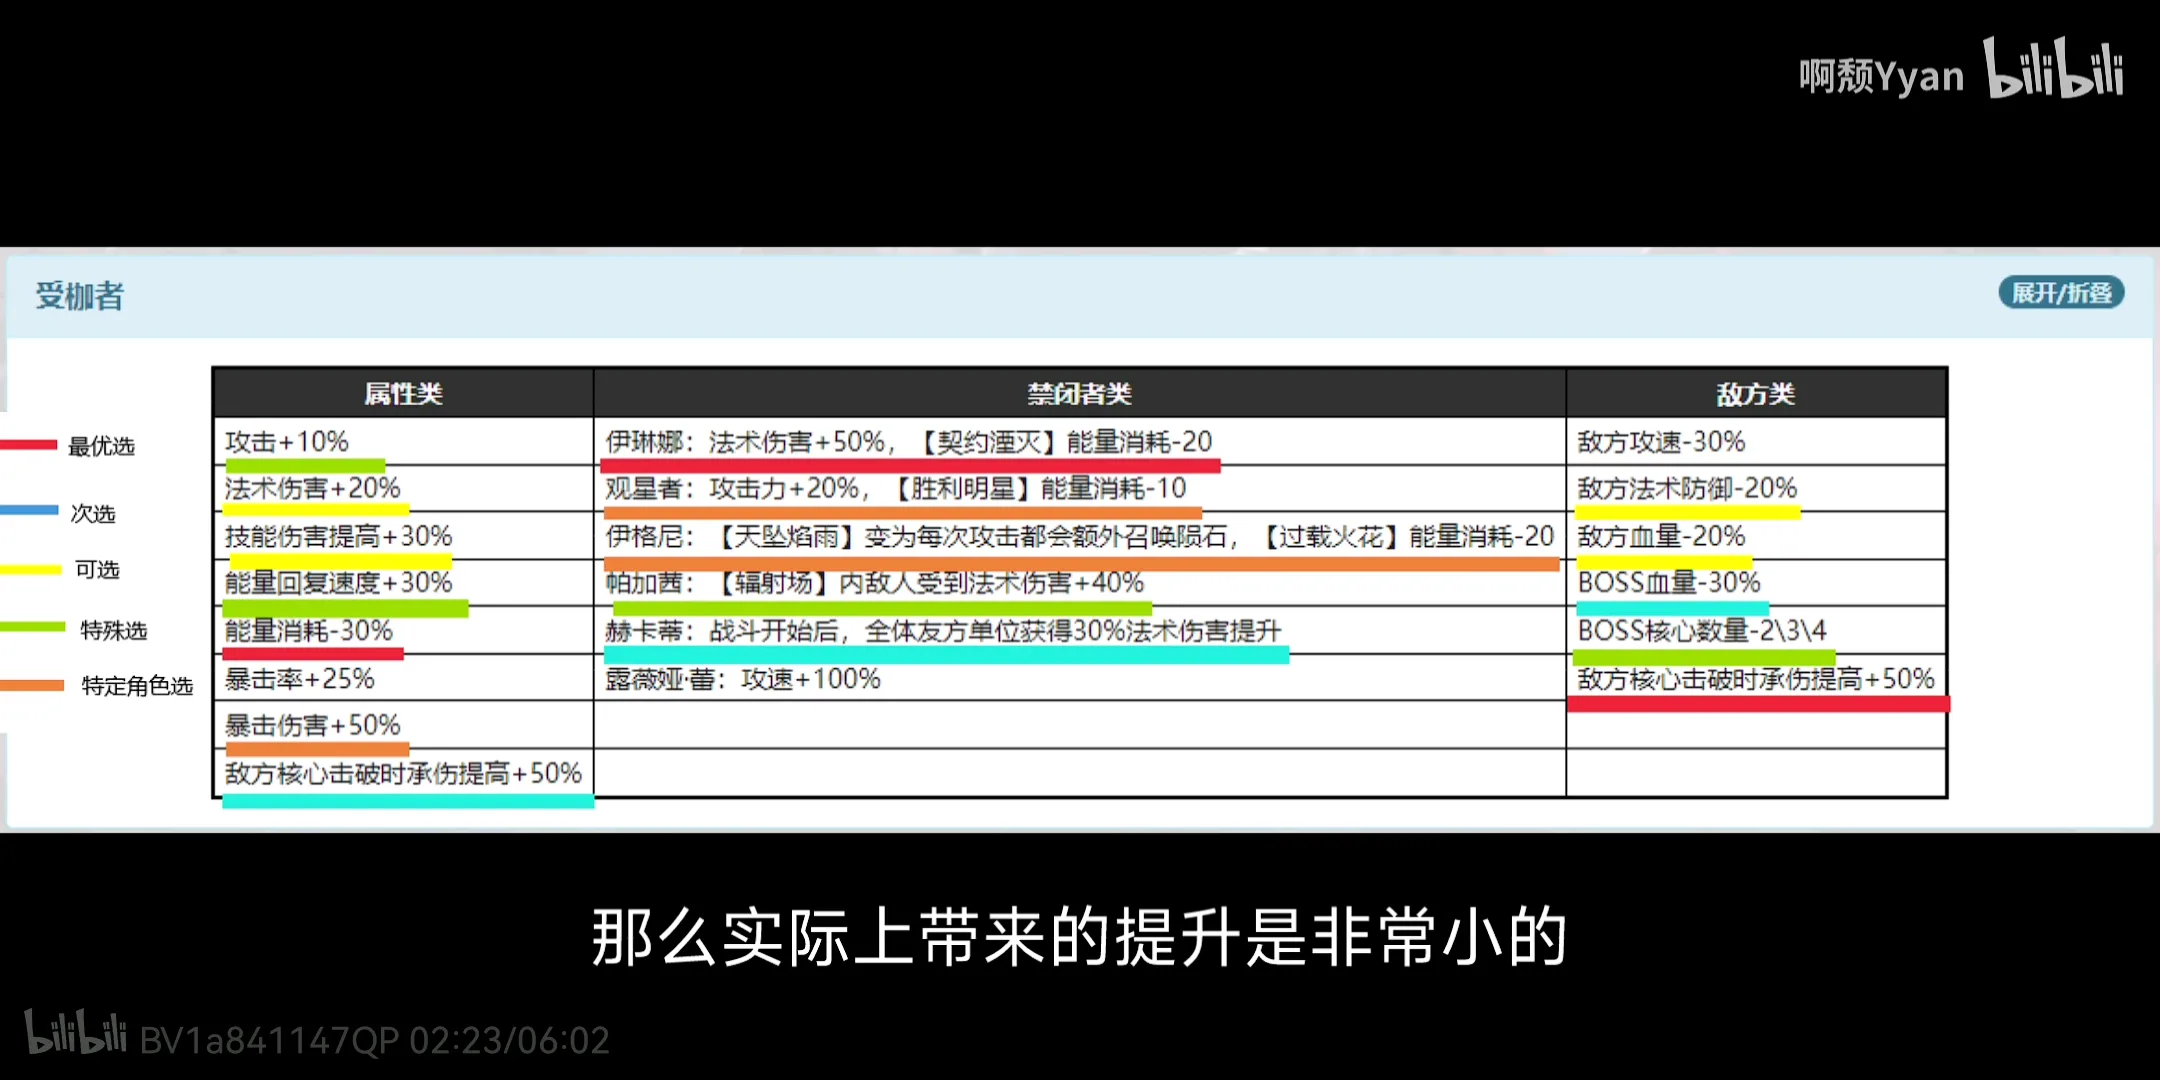 啊颓Yyan bilibili
受枷者
展开/折叠
属性类 禁闭者类 敌方类
最优选
次选
可选
特殊选
特定角色选
攻击+10% 伊琳娜：法术伤害+50%，【契约湮灭】能量消耗-20 敌方攻速-30%
法术伤害+20% 观星者：攻击力+20%，【胜利明星】能量消耗-10 敌方法术防御-20%
技能伤害提高+30% 伊格尼：【天坠焰雨】变为每次攻击都会额外召唤陨石，【过载火花】能量消耗-20 敌方血量-20%
能量回复速度+30% 帕加茜：【辐射场】内敌人受到法术伤害+40% BOSS血量-30%
能量消耗-30% 赫卡蒂：战斗开始后，全体友方单位获得30%法术伤害提升 BOSS核心数量-2\3\4
暴击率+25% 露薇娅·蕾：攻速+100% 敌方核心击破时承伤提高+50%
暴击伤害+50%
敌方核心击破时承伤提高+50%
那么实际上带来的提升是非常小的
bilibili BV1a841147QP 02:23/06:02